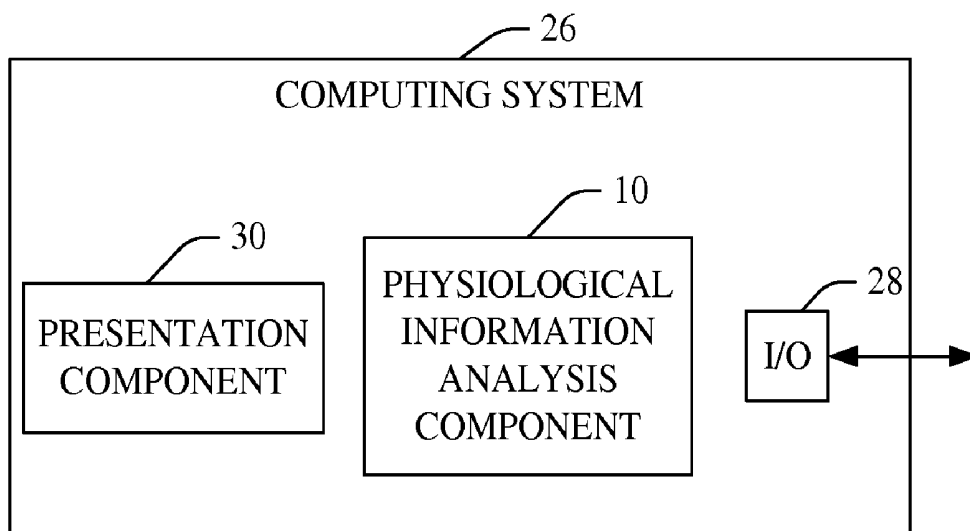 26
COMPUTING SYSTEM
10
30
PHYSIOLOGICAL
INFORMATION
ANALYSIS
COMPONENT
PRESENTATION
COMPONENT
28
I/O